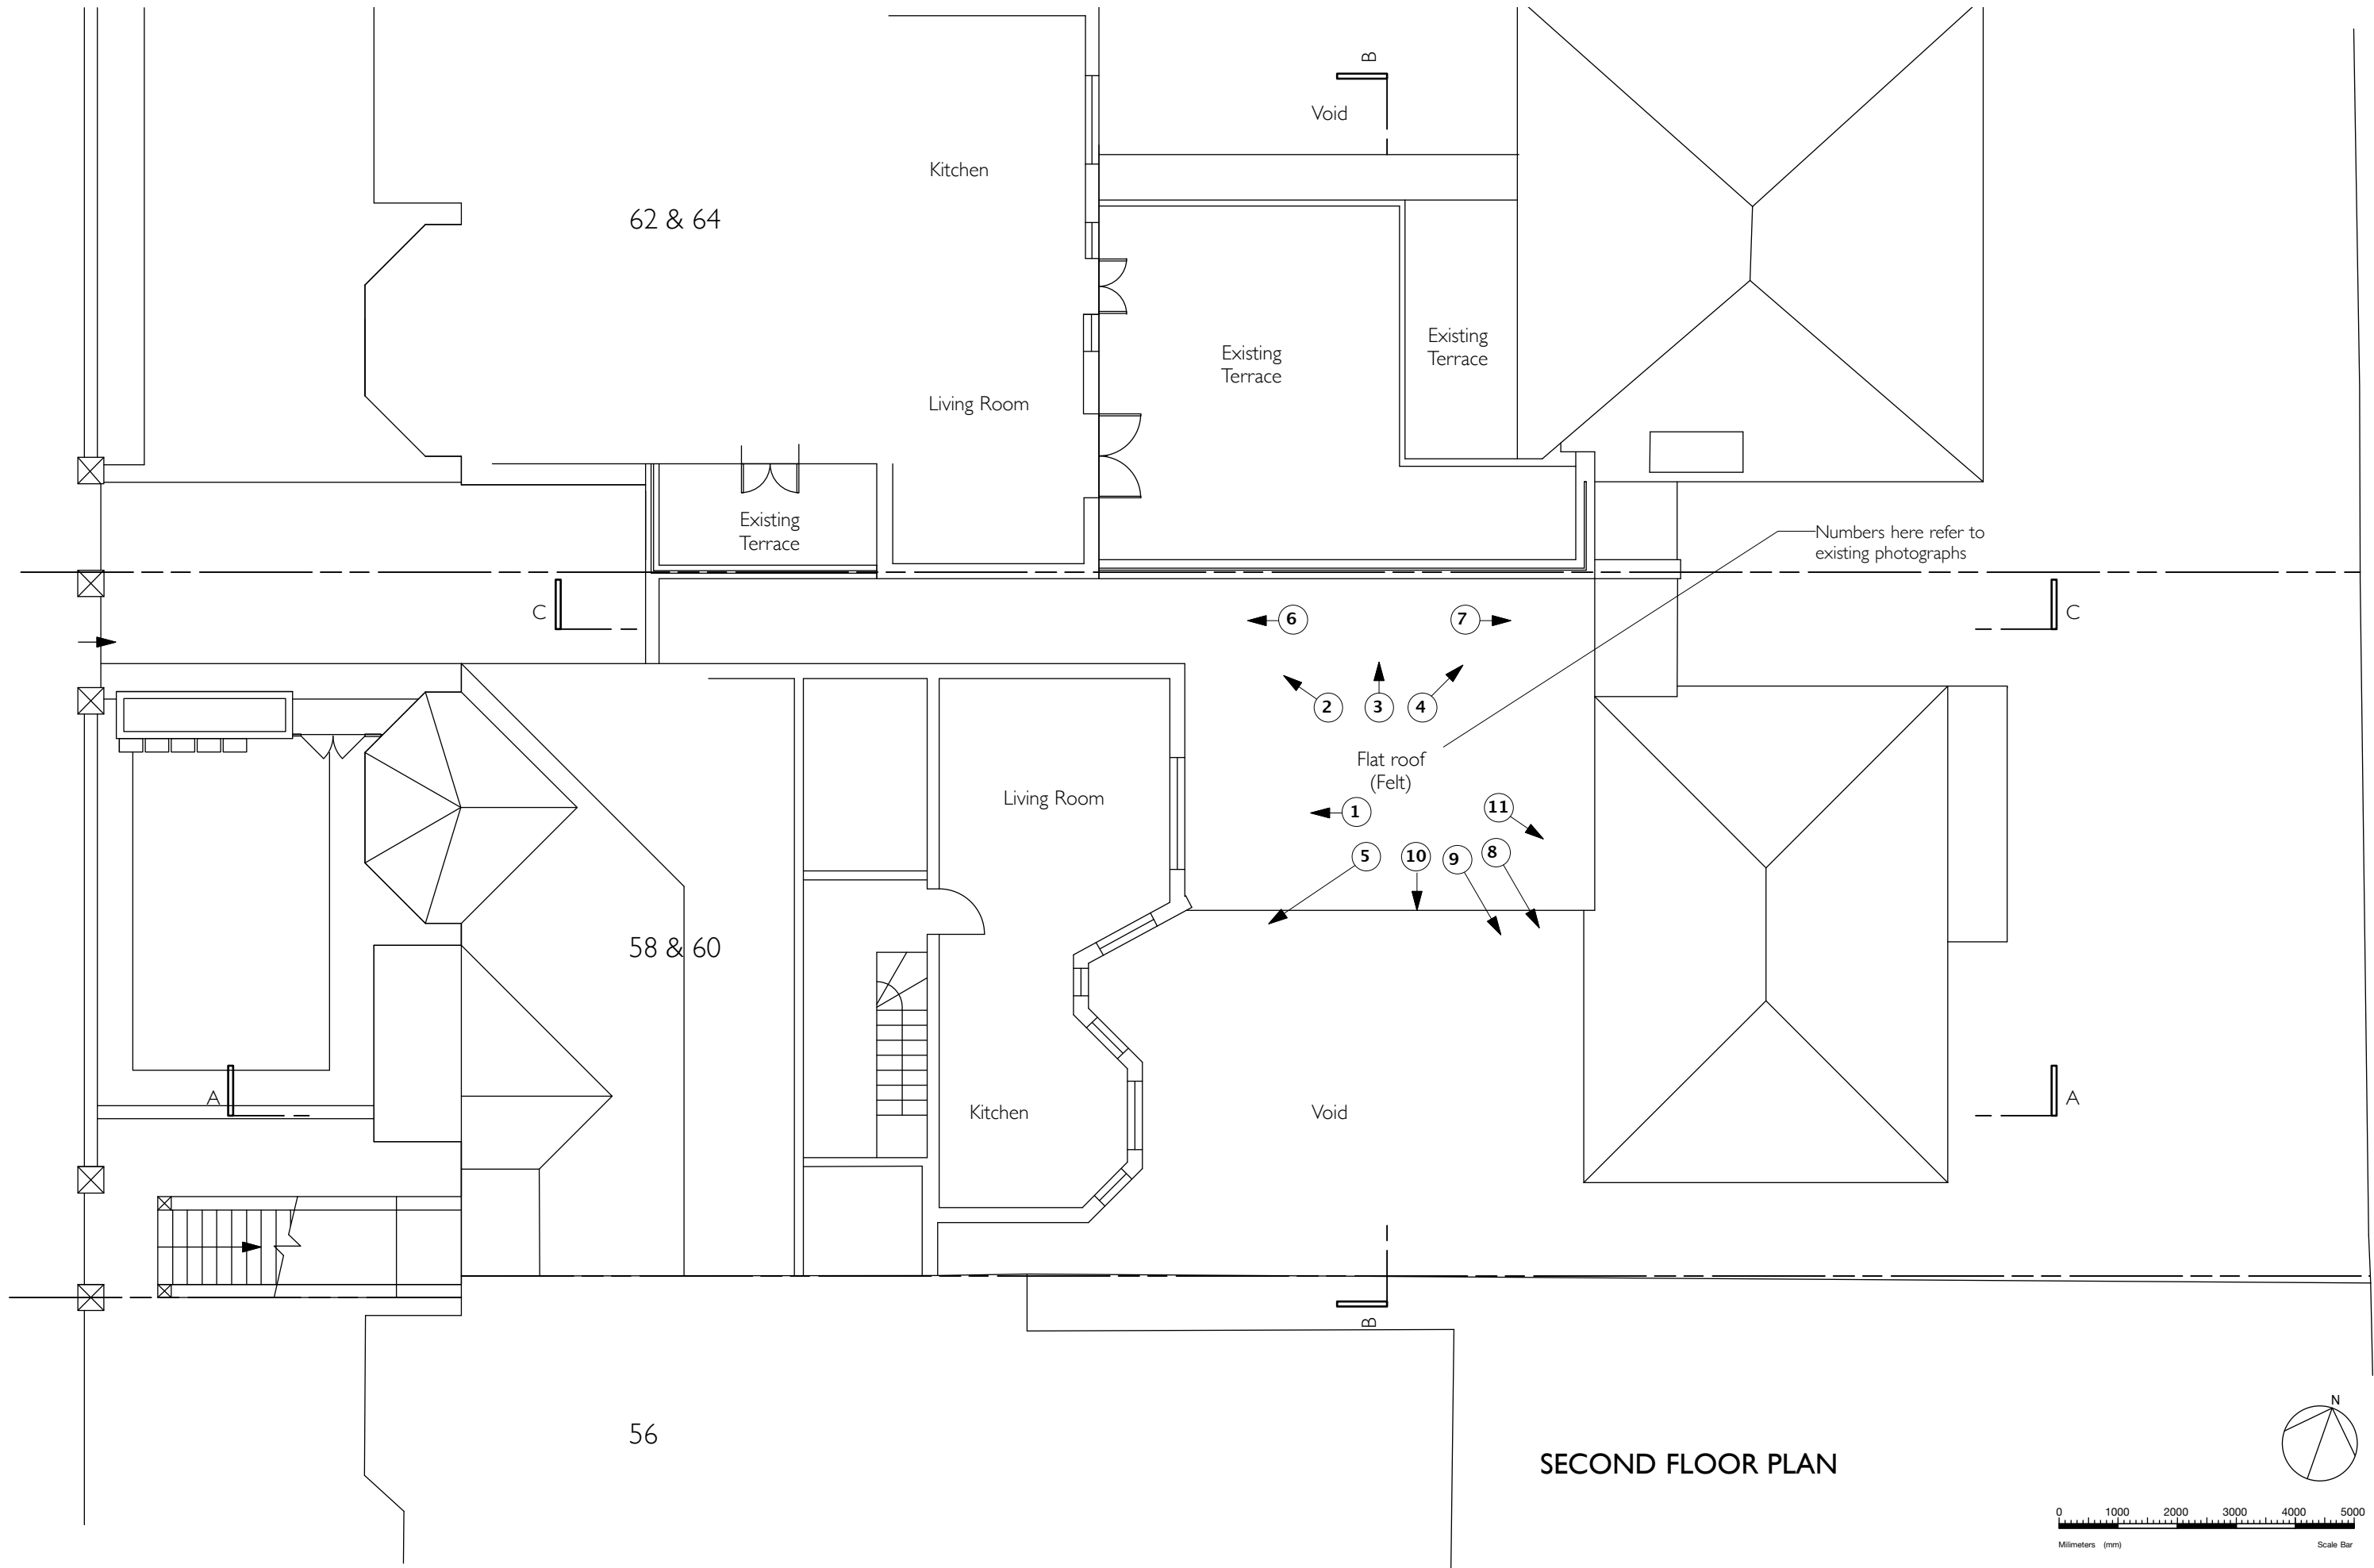 B
Void
Kitchen
62 & 64
Existing
Terrace
Existing
Terrace
Living Room
Existing
Terrace
Numbers here refer to
existing photographs
C
6
7
C
2
3
4
Flat roof
(Felt)
Living Room
1
11
5
10
9
8
58 & 60
A
Kitchen
Void
A
B
56
SECOND FLOOR PLAN
N
0 1000 2000 3000 4000 5000
Milimeters (mm) Scale Bar